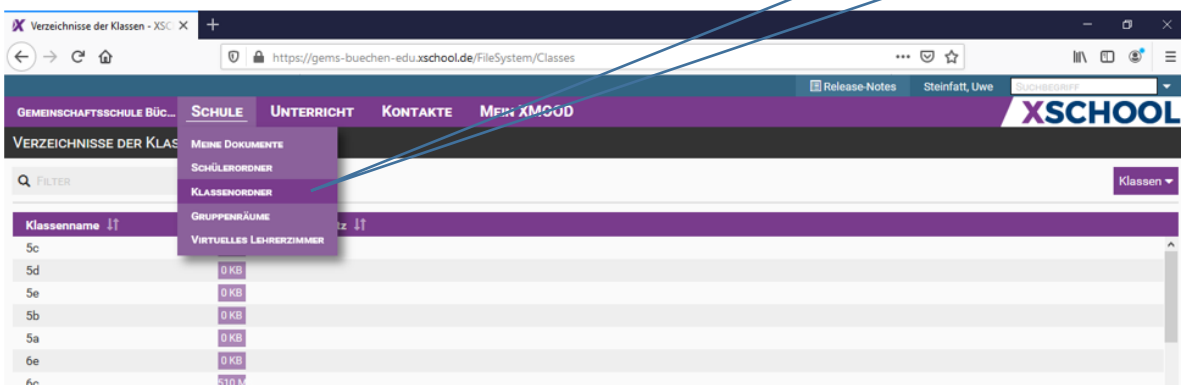 Verzeichnisse der Klassen - XSC
https://gems-buechen-edu.xschool.de/FileSystem/Classes
Release-Notes Steinfatt, Uwe SUCHBEGRIFF
GEMEINSCHAFTSSCHULE BÜC... SCHULE UNTERRICHT KONTAKTE MEIN XMOOD XSCHOOL
VERZEICHNISSE DER KLAS
MEINE DOKUMENTE
SCHÜLERORDNER
FILTER
Klassen
KLASSENORDNER
GRUPPENRÄUME
Klassenname tz
VIRTUELLES LEHRERZIMMER
5c
5d 0 KB
5e 0 KB
5b 0 KB
5a 0 KB
6e 0 KB
6c 510 M